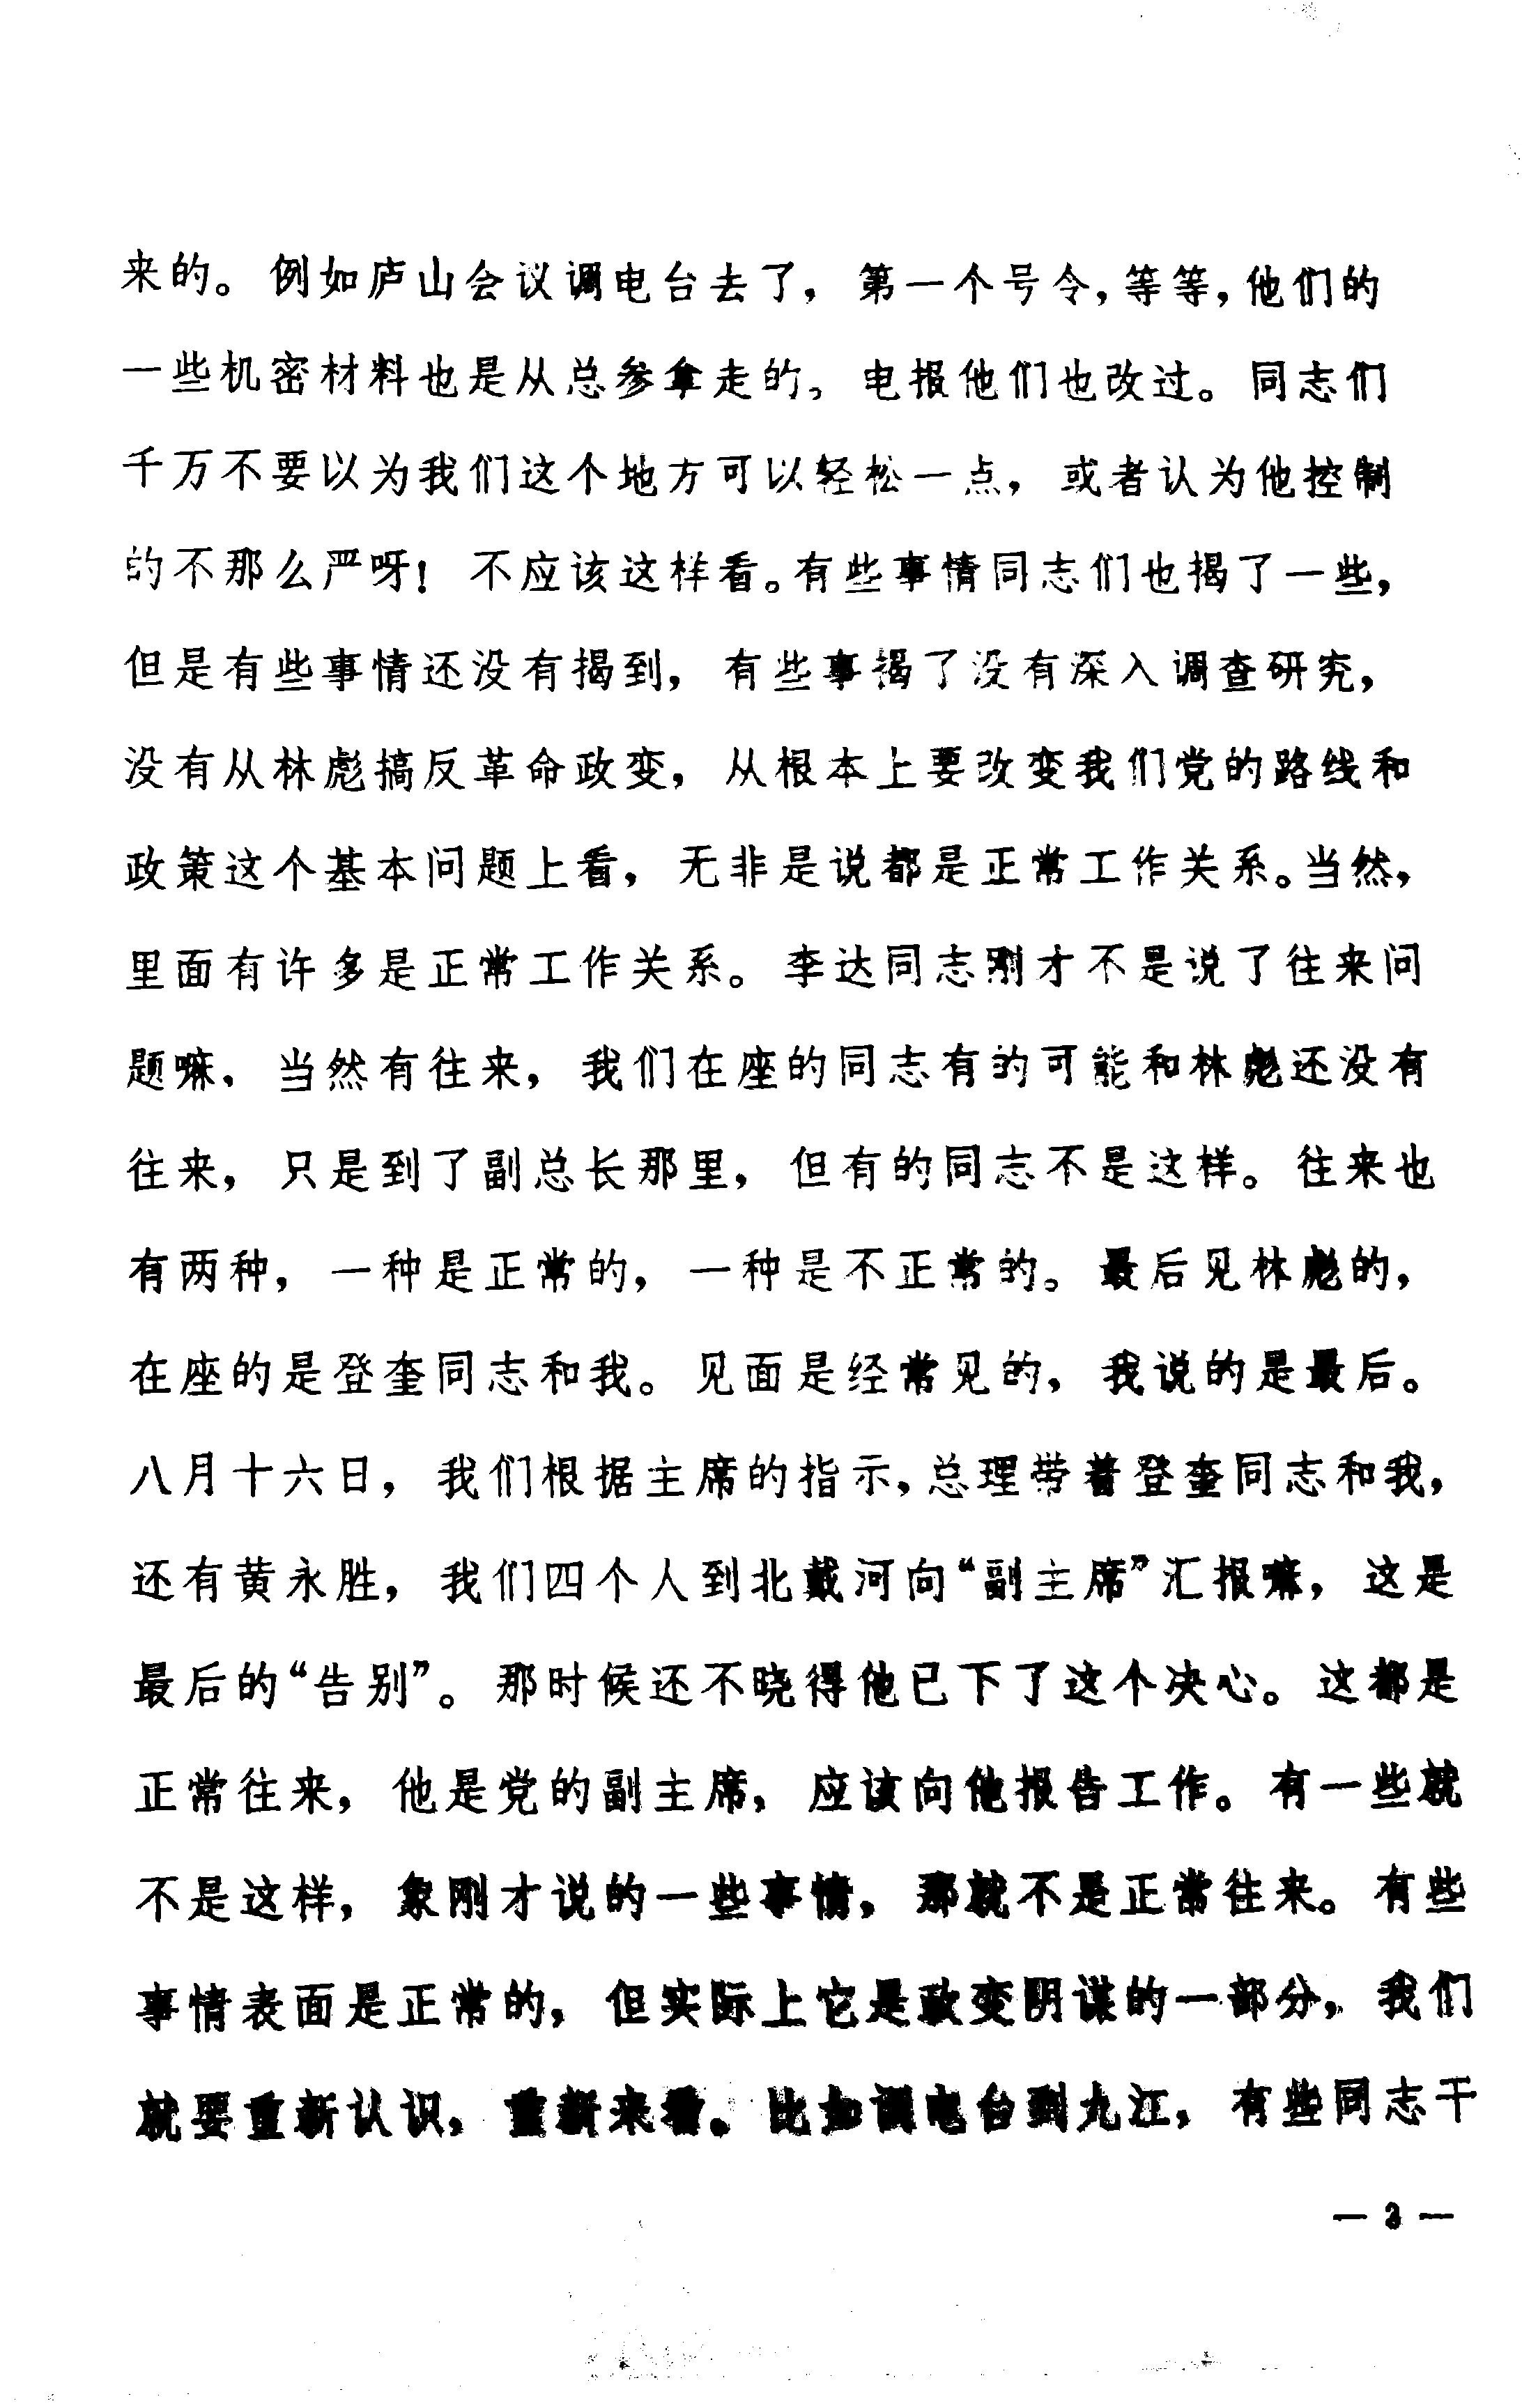 来的。例如庐山会议调电台去了，第一个号令，等等，他们的
一些机密材料也是从总参拿走的。电报他们也改过。同志们
千万不要以为我们这个地方可以轻松一点，或者认为他控制
的不那么严呀！不应该这样看。有些事情同志们也揭了一些，
但是有些事情还没有揭到，有些事揭了没有深入调查研究，
没有从林彪搞反革命政变，从根本上要改变我们党的路线和
政策这个基本问题上看，无非是说都是正常工作关系。当然，
里面有许多是正常工作关系。李达同志刚才不是说了往来问
题嘛，当然有往来，我们在座的同志有的可能和林彪还没有
往来，只是到了副总长那里，但有的同志不是这样。往来也
有两种，一种是正常的，一种是不正常的。最后见林彪的，
在座的是登奎同志和我。见面是经常见的，我说的是最后。
八月十六日，我们根据主席的指示，总理带着登奎同志和我，
还有黄永胜，我们四个人到北戴河向“副主席”汇报嘛，这是
最后的“告别”。那时候还不晓得他已下了这个决心。这都是
正常往来，他是党的副主席，应该向他报告工作。有一些就
不是这样，象刚才说的一些事情，那就不是正常往来。有些
事情表面是正常的，但实际上它是政变阴谋的一部分，我们
就要重新认识，重新来看。比如调电台到九江，有些同志干
— 3 —